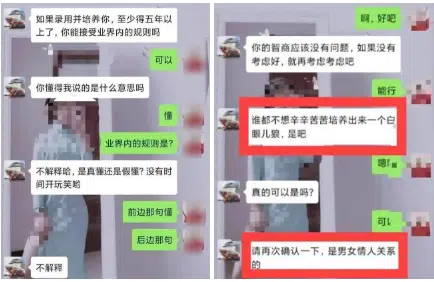 如果录用并培养你,至少得五年以
上了,你能接受业界内的规则吗
可以
你懂得我说的是什么意思吗
懂
业界内的规则是?
不解释哈,是真懂还是假懂?没有时
间开玩笑哈
前边那句懂
后边那句
不解释
啊,好吧
你的智商应该没有问题,如果没有
考虑好,就再考虑考虑吧
能行
谁都不想辛辛苦苦培养出来一个白
眼儿狼,是吧
嗯
真的可以是吗?
可以
请再次确认一下,是男女情人关系
的